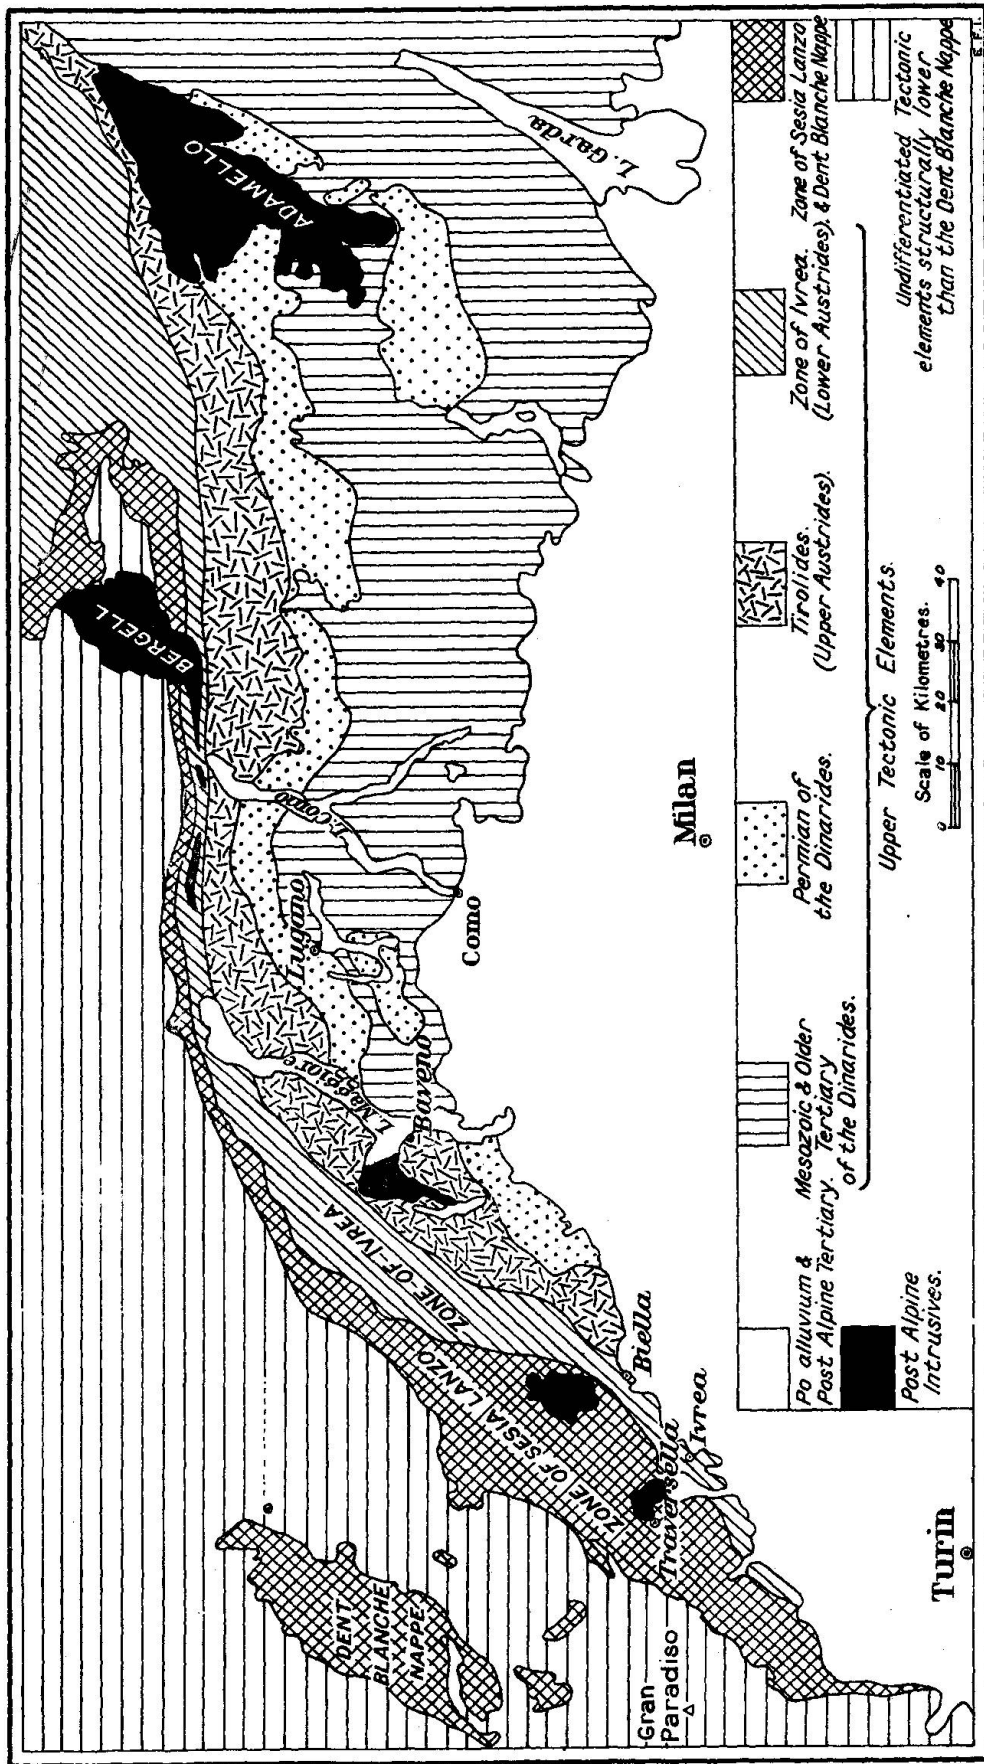 ADAMELLO
BERGELL
L. Garda
L. Como
Lugano
L. Maggiore
Baveno
Como
Milan
ZONE-OF-IVREA
ZONE OF SESIA LANZO
DENT
BLANCHE
NAPPE
Biella
Ivrea
Traversella
Gran
Paradiso
Turin
Po alluvium &
Post Alpine Tertiary.
Mesozoic & Older
Tertiary
of the Dinarides.
Permian of
the Dinarides.
Tirolides.
(Upper Austrides).
Zone of Ivrea.
(Lower Austrides).
Zone of Sesia Lanzo
& Dent Blanche Nappe
Upper Tectonic Elements.
Post Alpine
Intrusives.
Undifferentiated Tectonic
elements structurally lower
than the Dent Blanche Nappe
Scale of Kilometres.
0 10 20 30 40